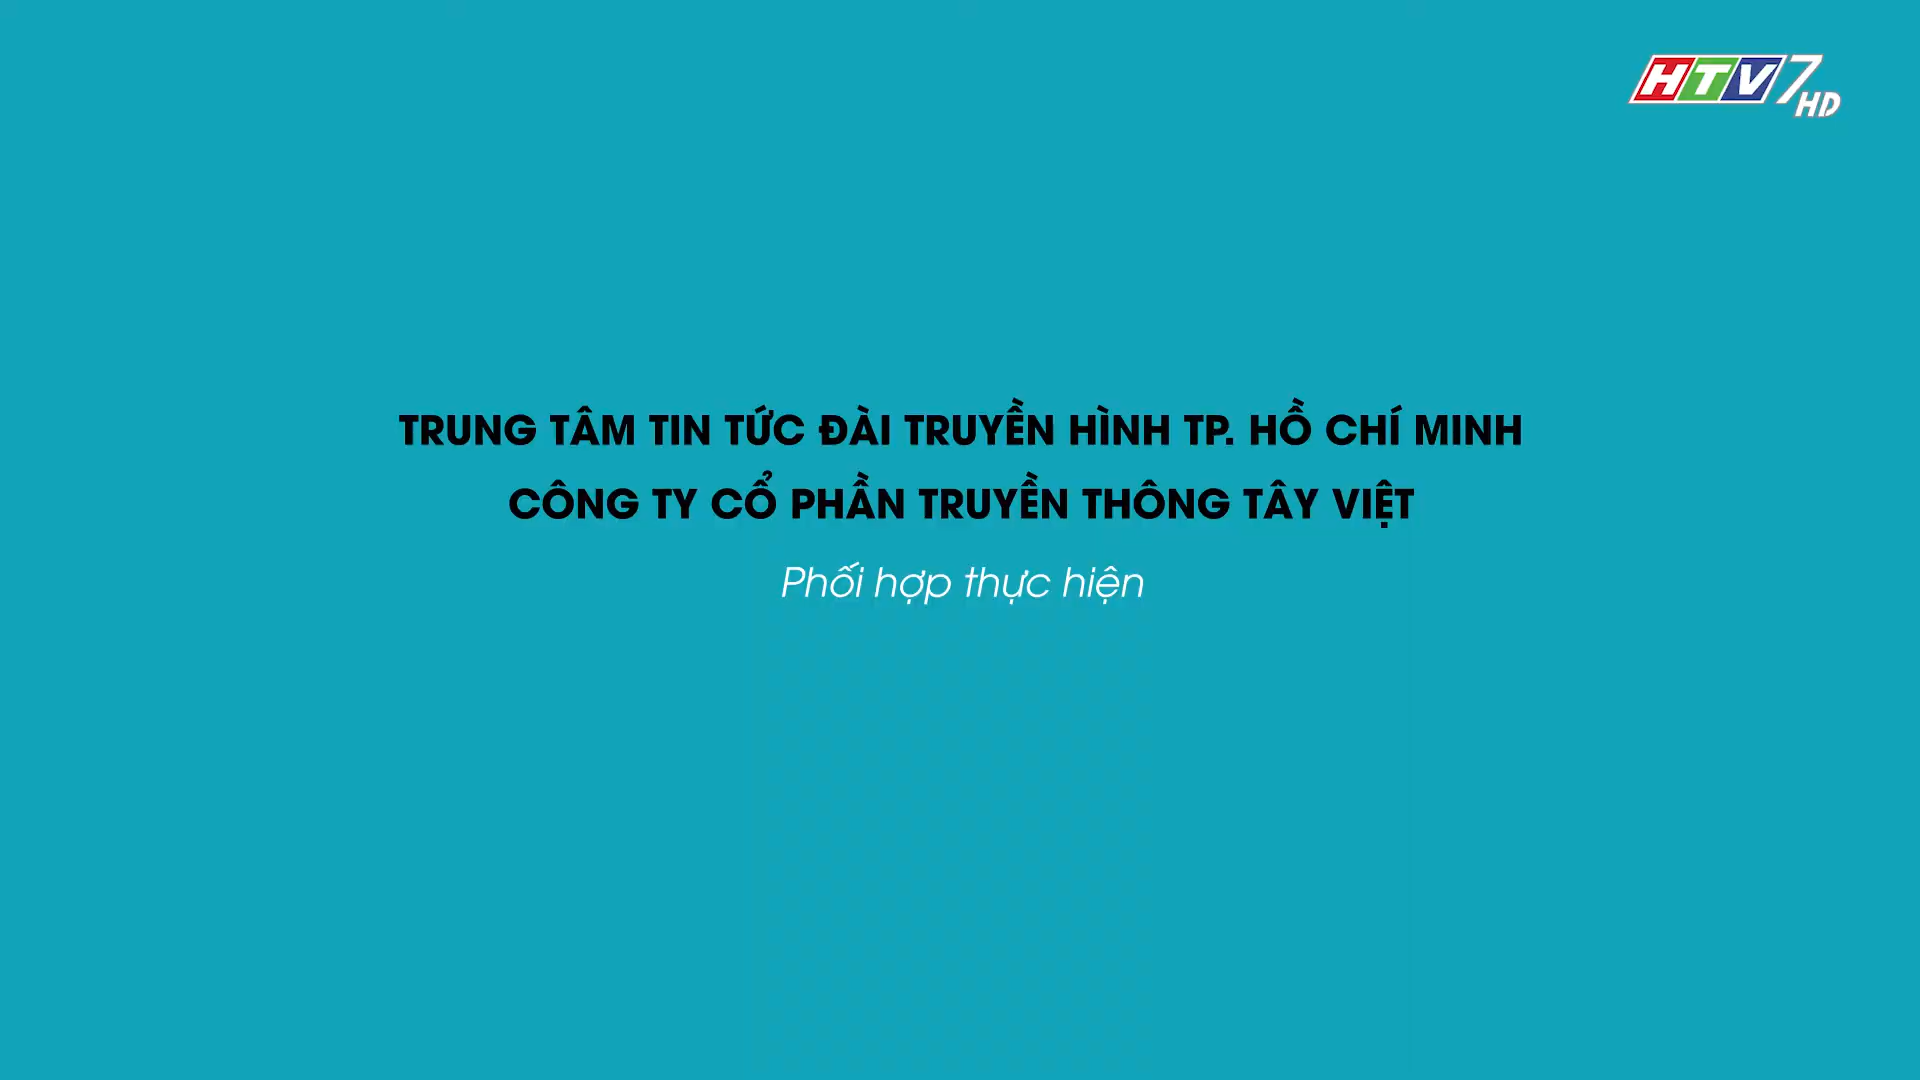 HTV7
HD
TRUNG TÂM TIN TỨC ĐÀI TRUYỀN HÌNH TP. HỒ CHÍ MINH
CÔNG TY CỔ PHẦN TRUYỀN THÔNG TÂY VIỆT
Phối hợp thực hiện